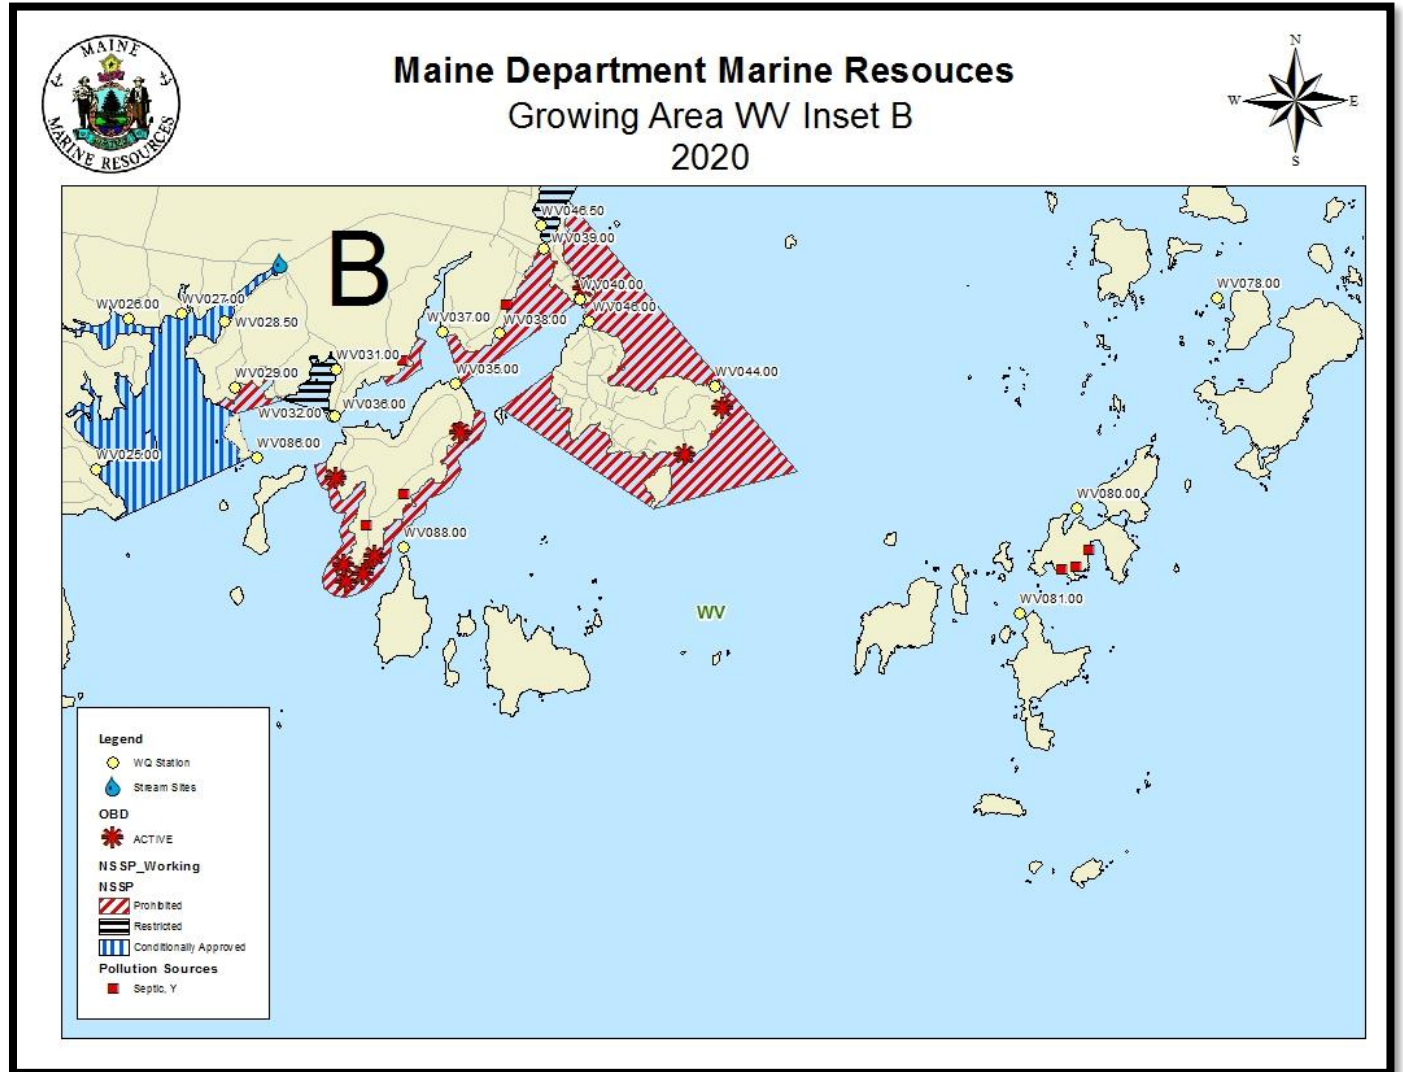 MAINE
MARINE RESOURCES
Maine Department Marine Resouces
Growing Area WV Inset B
2020
N
W
E
S
B
WV046.50
WV039.00
WV026.00
WV027.00
WV028.50
WV040.00
WV046.00
WV078.00
WV037.00
WV038.00
WV031.00
WV029.00
WV035.00
WV044.00
WV032.00
WV036.00
WV086.00
WV025.00
WV080.00
WV088.00
WV081.00
WV
Legend
WQ Station
Stream Sites
OBD
ACTIVE
NSSP_Working
NSSP
Prohibited
Restricted
Conditionally Approved
Pollution Sources
Septic, Y